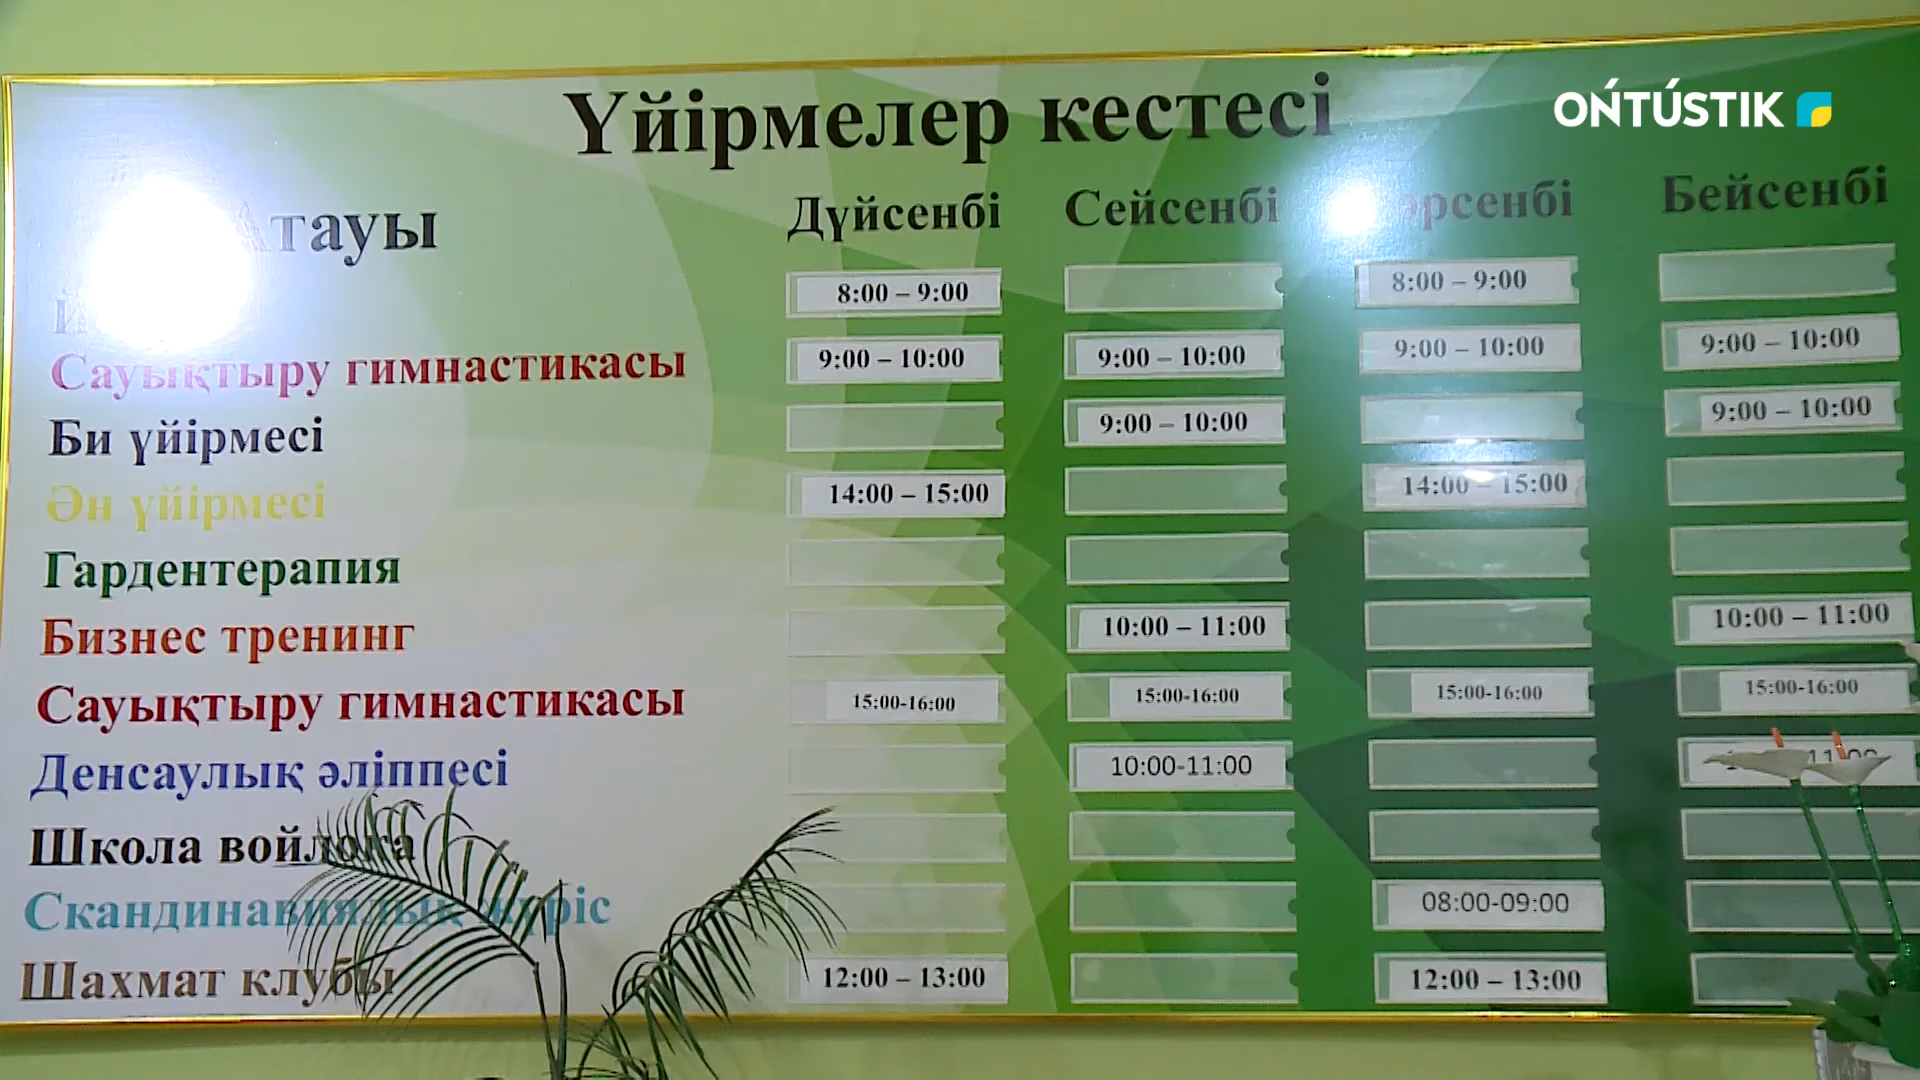 Үйірмелер кестесі
OŃTÚSTIK
Дүйсенбі Сейсенбі Бейсенбі
8:00 – 9:00 8:00 – 9:00
Сауықтыру гимнастикасы 9:00 – 10:00 9:00 – 10:00 9:00 – 10:00 9:00 – 10:00
Би үйірмесі 9:00 – 10:00 9:00 – 10:00
Ән үйірмесі 14:00 – 15:00 14:00 – 15:00
Гардентерапия
Бизнес тренинг 10:00 – 11:00 10:00 – 11:00
Сауықтыру гимнастикасы 15:00-16:00 15:00-16:00 15:00-16:00 15:00-16:00
Денсаулық әліппесі 10:00-11:00
Школа войлока
Скандинавиялық жүріс 08:00-09:00
Шахмат клубы 12:00 – 13:00 12:00 – 13:00